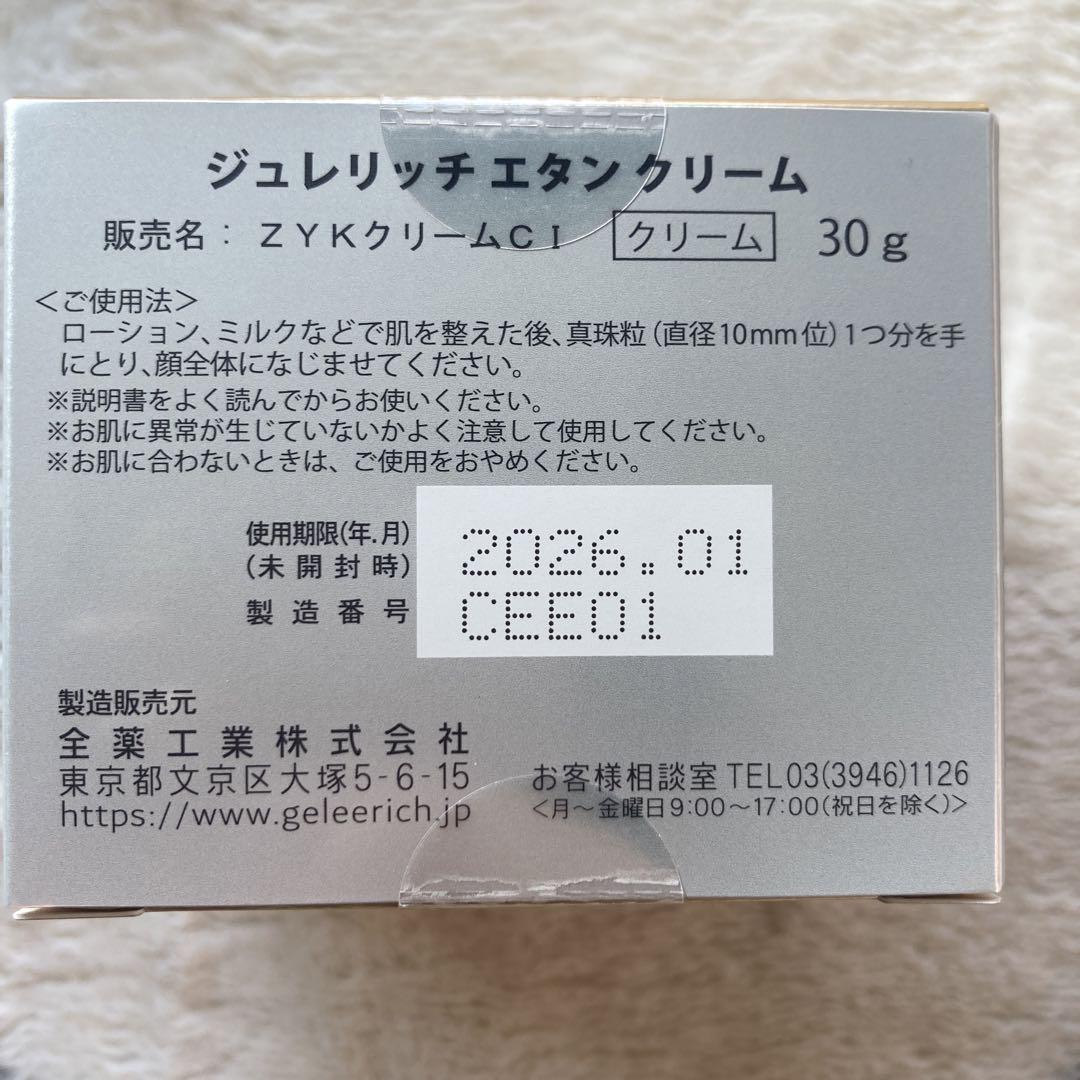 ジュレリッチ エタン クリーム
販売名：ZYKクリームCI クリーム 30g
＜ご使用法＞
ローション、ミルクなどで肌を整えた後、真珠粒(直径10mm位)1つ分を手
にとり、顔全体になじませてください。
※説明書をよく読んでからお使いください。
※お肌に異常が生じていないかよく注意して使用してください。
※お肌に合わないときは、ご使用をおやめください。
使用期限(年.月) 2026.01
(未開封時)
製造番号 CEE01
製造販売元
全薬工業株式会社
東京都文京区大塚5-6-15 お客様相談室 TEL03(3946)1126
https://www.geleerich.jp ＜月～金曜日9:00～17:00(祝日を除く)＞